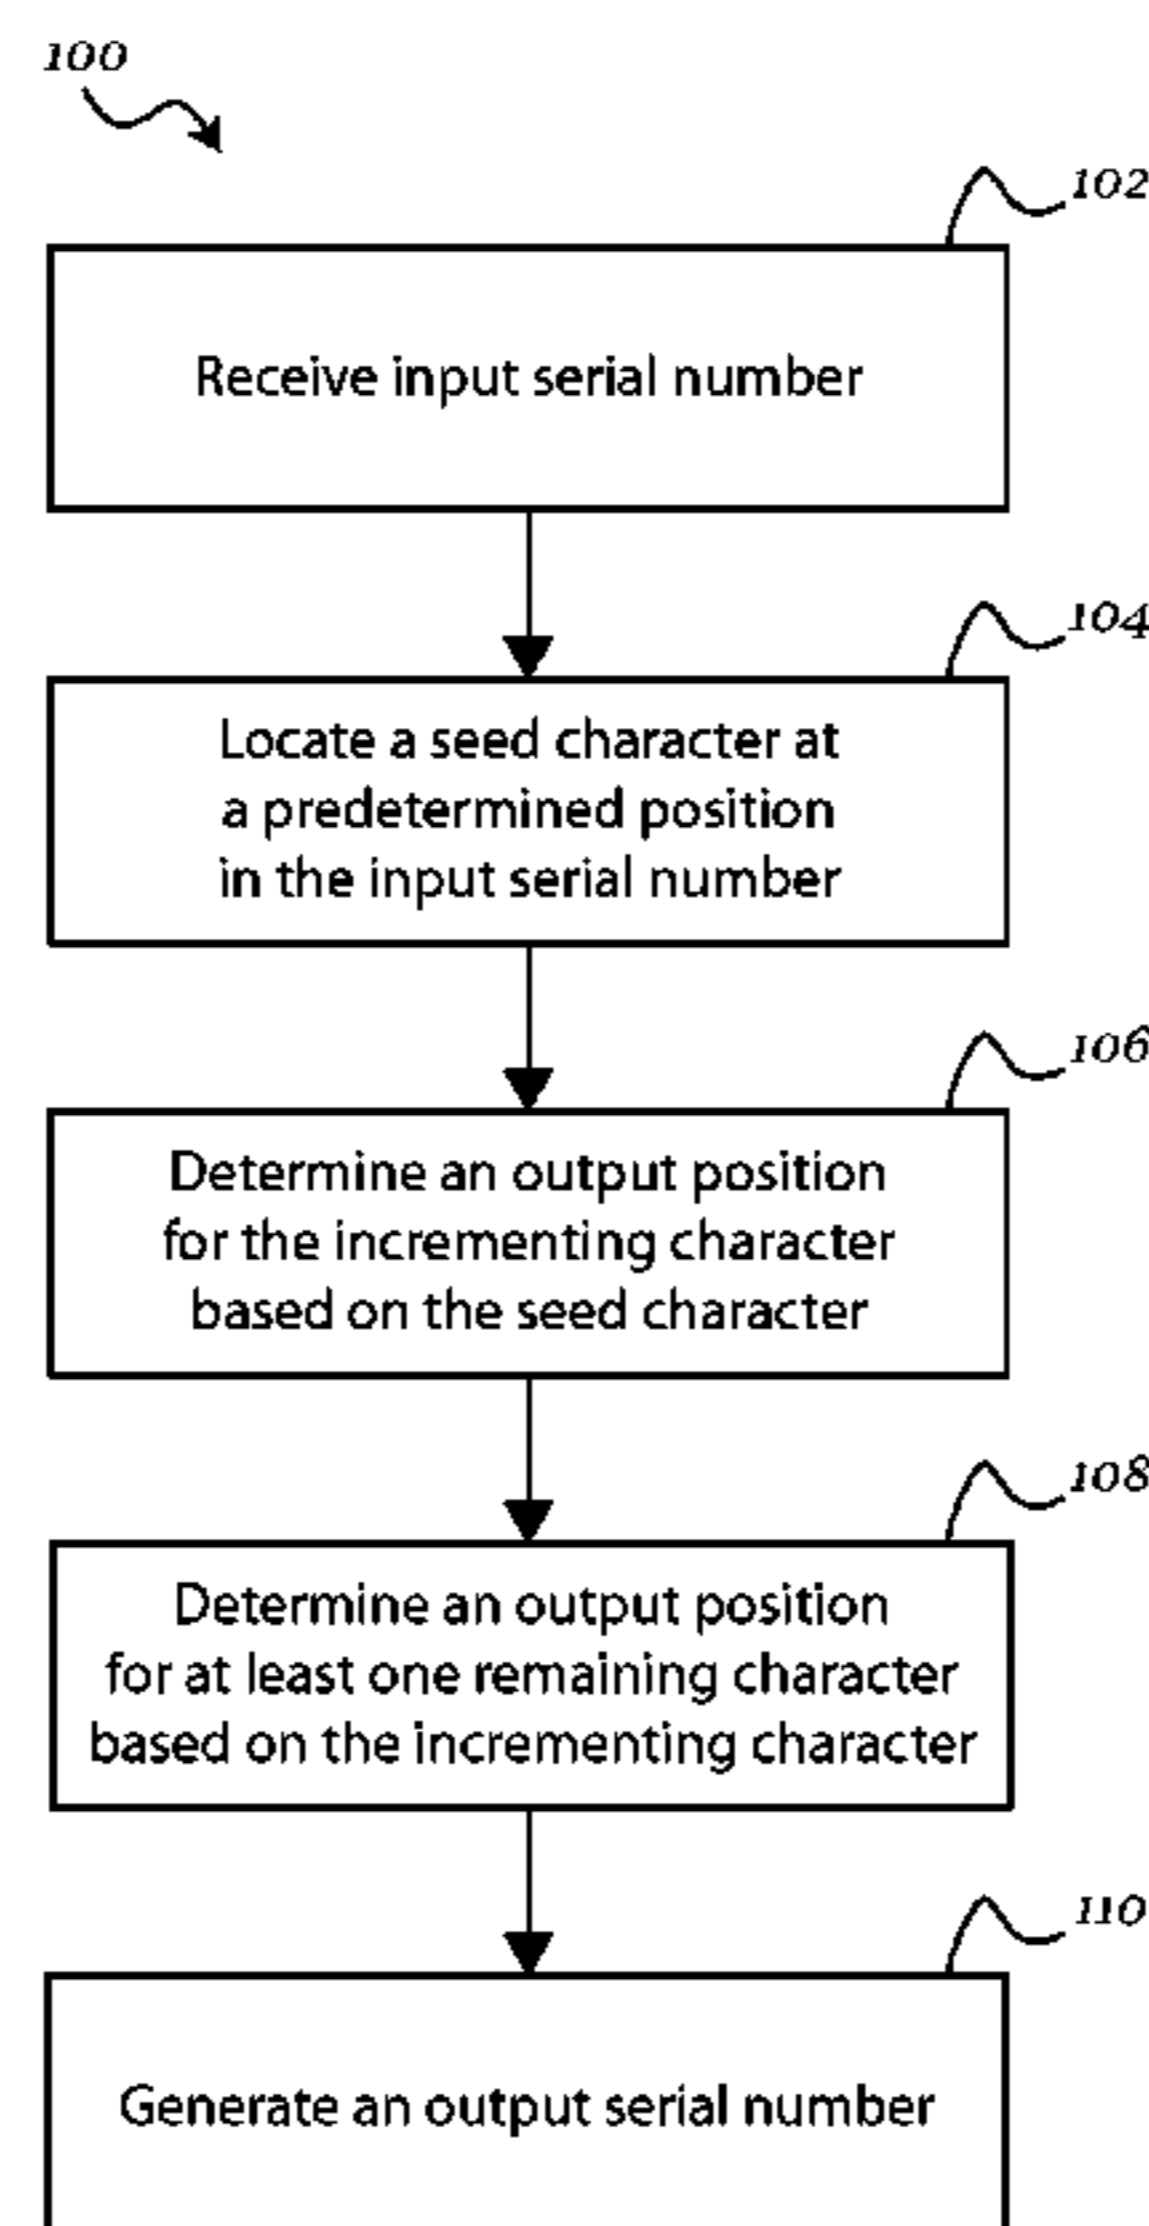 100
102
Receive input serial number
104
Locate a seed character at
a predetermined position
in the input serial number
106
Determine an output position
for the incrementing character
based on the seed character
108
Determine an output position
for at least one remaining character
based on the incrementing character
110
Generate an output serial number